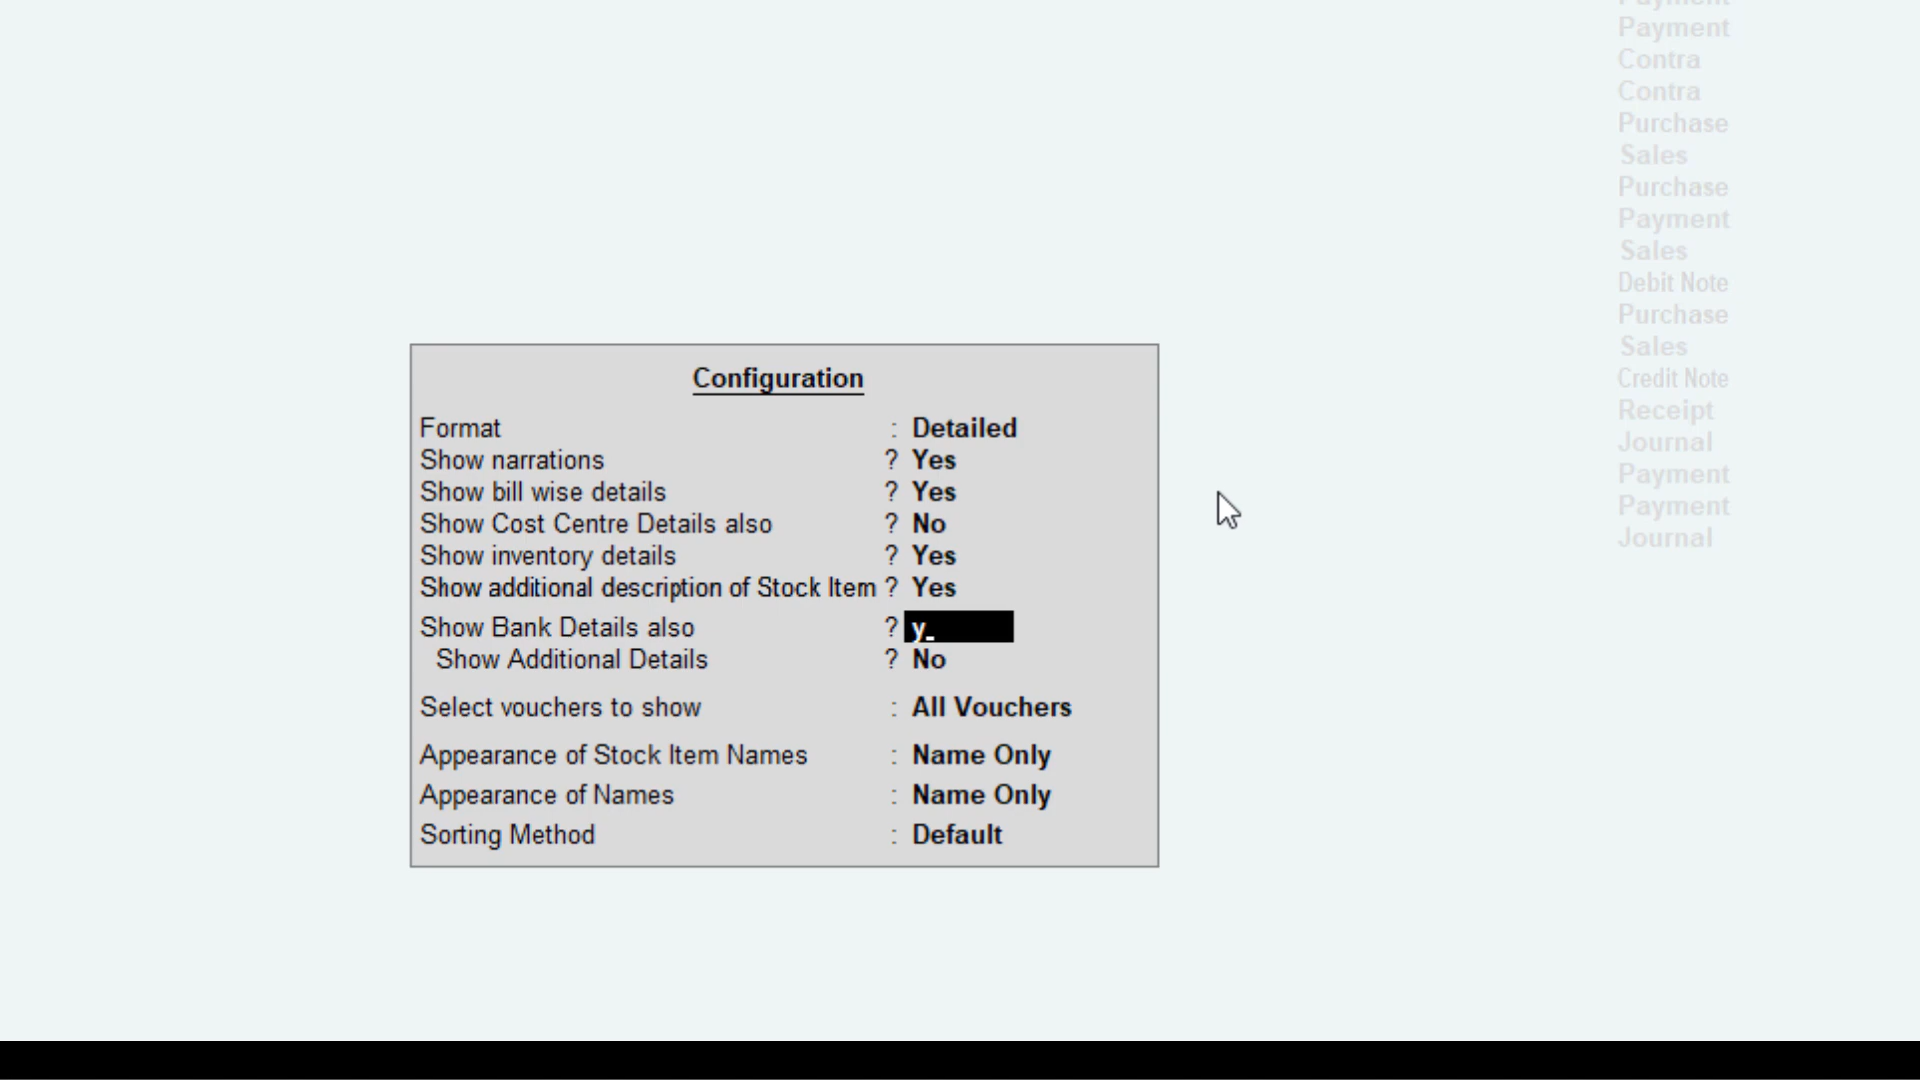 Payment
Payment
Contra
Contra
Purchase
Sales
Purchase
Payment
Sales
Debit Note
Purchase
Sales
Credit Note
Receipt
Journal
Payment
Payment
Journal
Configuration
Format : Detailed
Show narrations ? Yes
Show bill wise details ? Yes
Show Cost Centre Details also ? No
Show inventory details ? Yes
Show additional description of Stock Item ? Yes
Show Bank Details also ? y
Show Additional Details ? No
Select vouchers to show : All Vouchers
Appearance of Stock Item Names : Name Only
Appearance of Names : Name Only
Sorting Method : Default